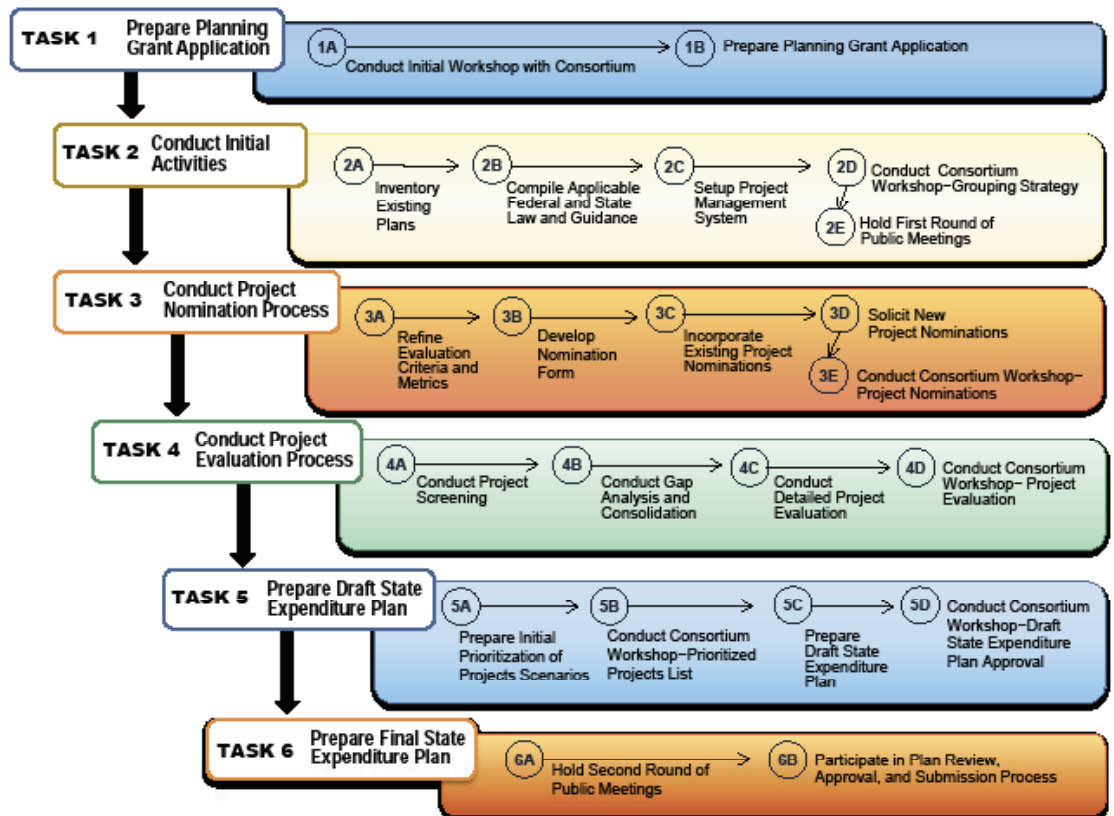 TASK 1
Prepare Planning
Grant Application
1A
Conduct Initial Workshop with Consortium
1B
Prepare Planning Grant Application
TASK 2
Conduct Initial
Activities
2A
Inventory
Existing
Plans
2B
Compile Applicable
Federal and State
Law and Guidance
2C
Setup Project
Management
System
2D
Conduct Consortium
Workshop–Grouping Strategy
2E
Hold First Round of
Public Meetings
TASK 3
Conduct Project
Nomination Process
3A
Refine
Evaluation
Criteria and
Metrics
3B
Develop
Nomination
Form
3C
Incorporate
Existing Project
Nominations
3D
Solicit New
Project Nominations
3E
Conduct Consortium Workshop–
Project Nominations
TASK 4
Conduct Project
Evaluation Process
4A
Conduct Project
Screening
4B
Conduct Gap
Analysis and
Consolidation
4C
Conduct
Detailed Project
Evaluation
4D
Conduct Consortium
Workshop– Project
Evaluation
TASK 5
Prepare Draft State
Expenditure Plan
5A
Prepare Initial
Prioritization of
Projects Scenarios
5B
Conduct Consortium
Workshop–Prioritized
Projects List
5C
Prepare
Draft State
Expenditure
Plan
5D
Conduct Consortium
Workshop–Draft
State Expenditure
Plan Approval
TASK 6
Prepare Final State
Expenditure Plan
6A
Hold Second Round of
Public Meetings
6B
Participate in Plan Review,
Approval, and Submission Process